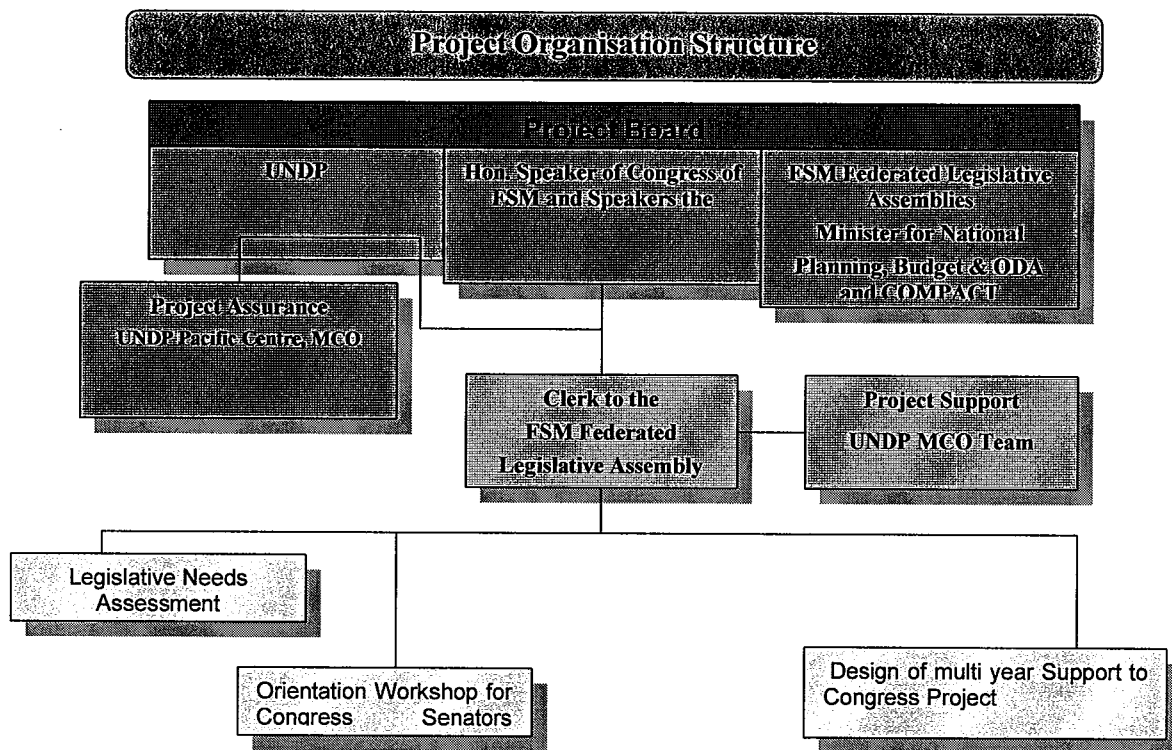 Project Organisation Structure
Project Board
UNDP
Hon. Speaker of Congress of
FSM and Speakers the
FSM Federated Legislative
Assemblies
Minister for National
Planning, Budget & ODA
and COMPACT
Project Assurance
UNDP Pacific Centre, MCO
Clerk to the
FSM Federated
Legislative Assembly
Project Support
UNDP MCO Team
Legislative Needs
Assessment
Orientation Workshop for
Congress Senators
Design of multi year Support to
Congress Project